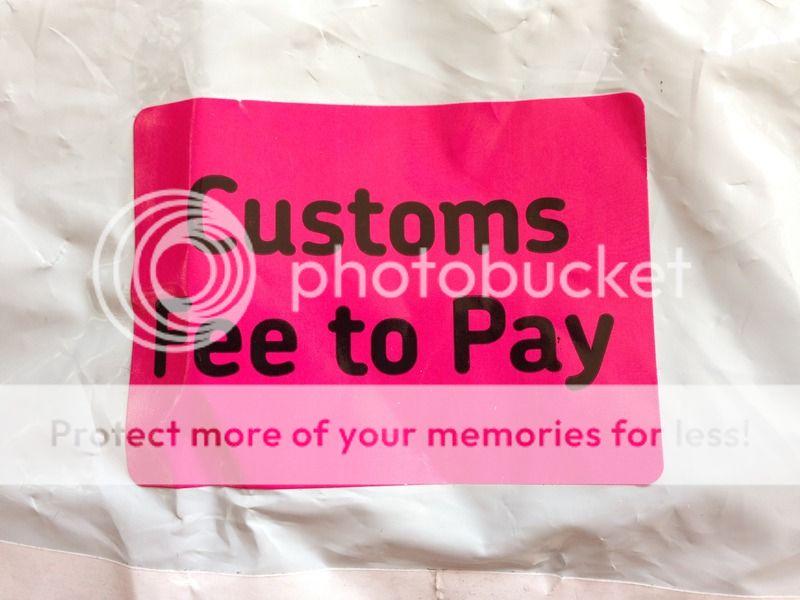 Customs
photobucket
Fee to Pay
Protect more of your memories for less!